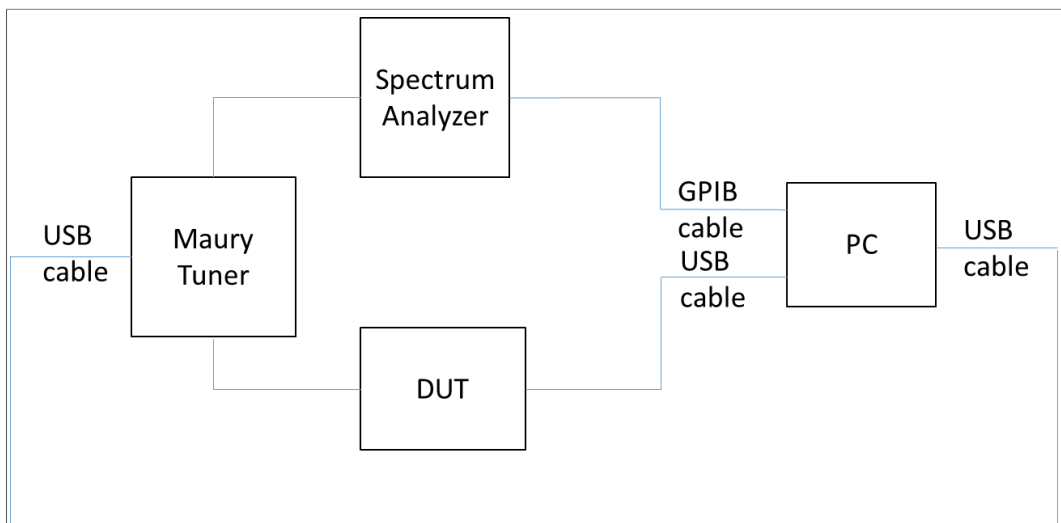 Spectrum
Analyzer
USB
cable
Maury
Tuner
GPIB
cable
USB
cable
PC
USB
cable
DUT